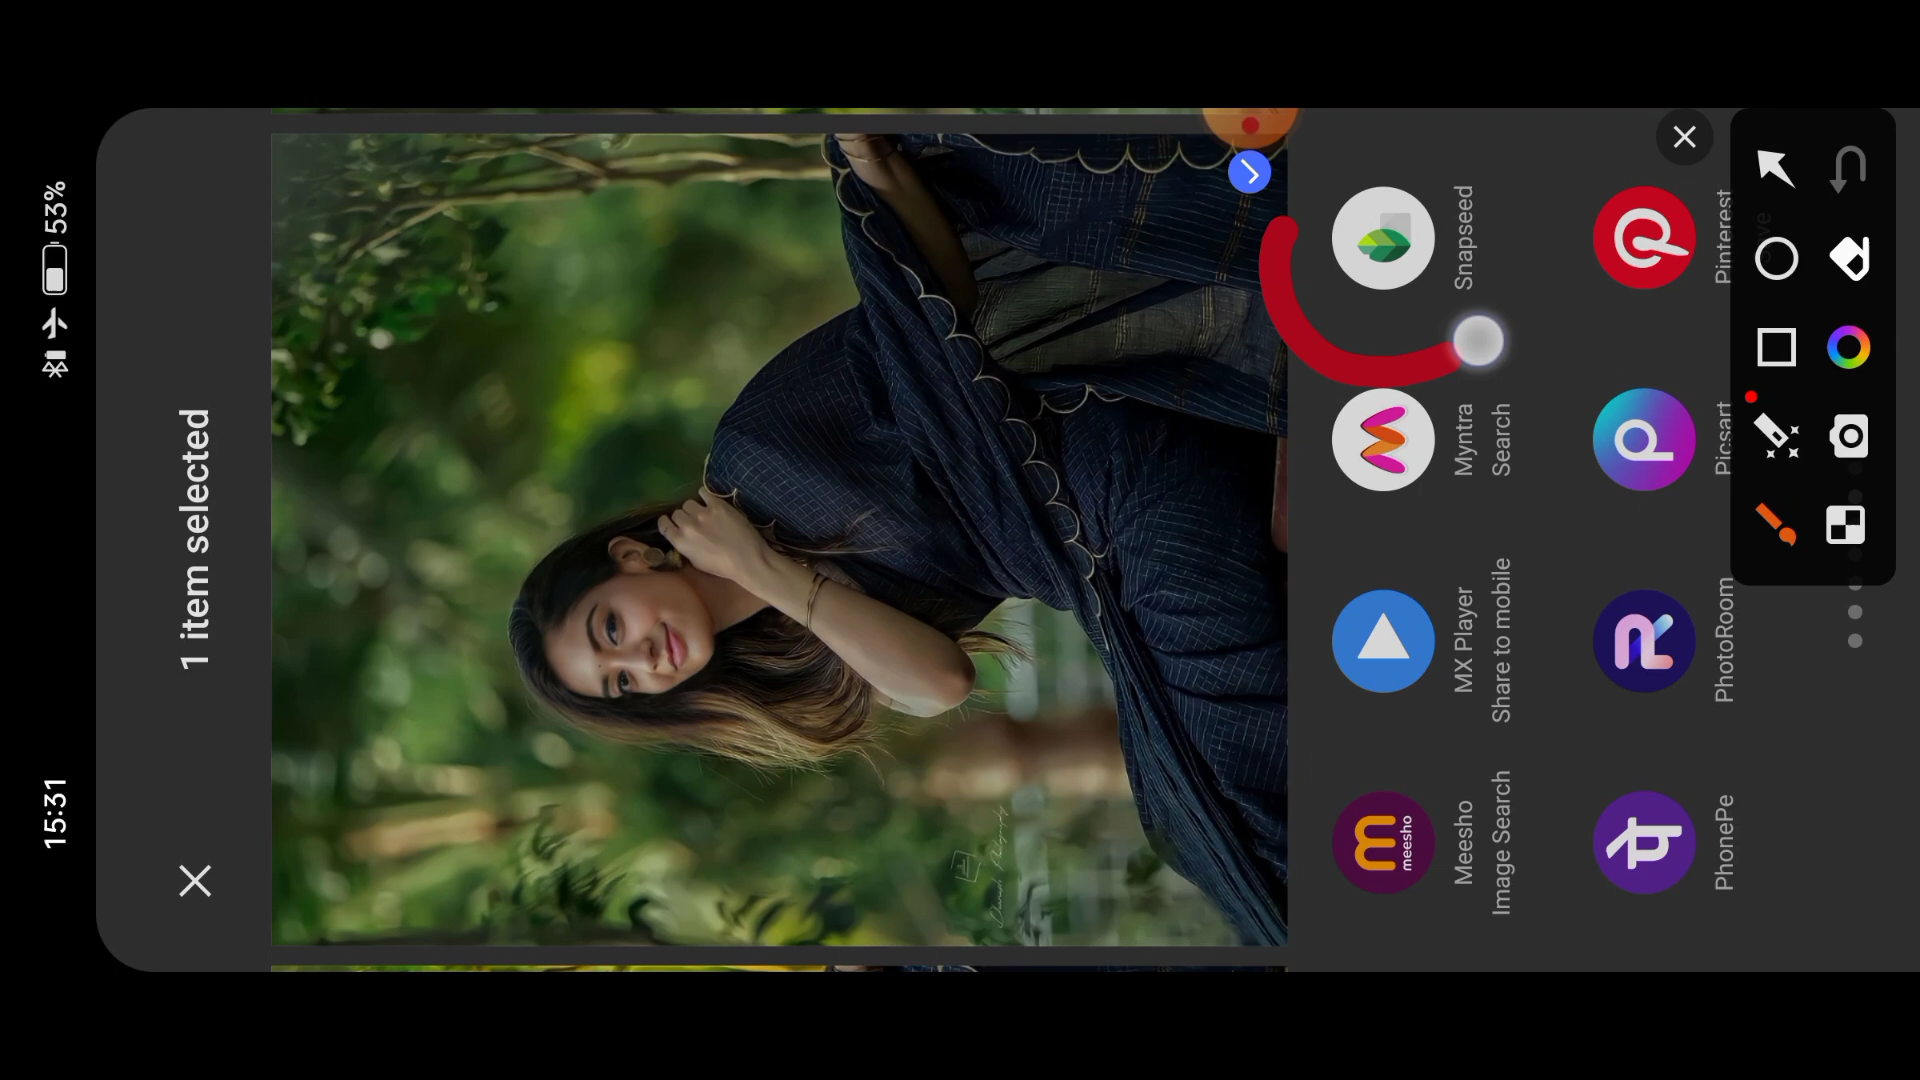 15:31
53%
1 item selected
Meesho
Image Search
MX Player
Share to mobile
Myntra
Search
Snapseed
meesho
PhonePe
PhotoRoom
Picsart
Pinterest